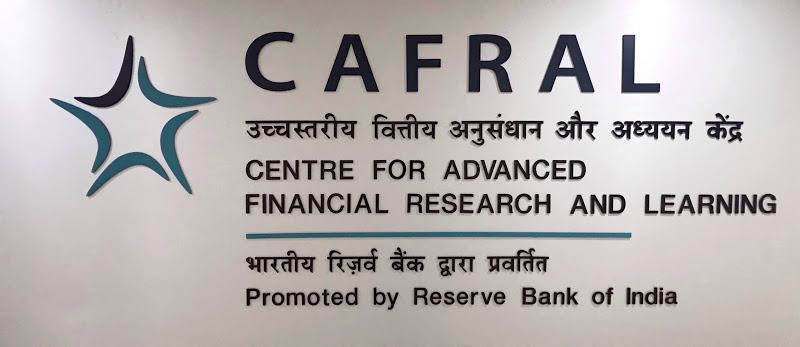 CAFRAL
उच्चस्तरीय वित्तीय अनुसंधान और अध्ययन केंद्र
CENTRE FOR ADVANCED
FINANCIAL RESEARCH AND LEARNING
भारतीय रिज़र्व बैंक द्वारा प्रवर्तित
Promoted by Reserve Bank of India